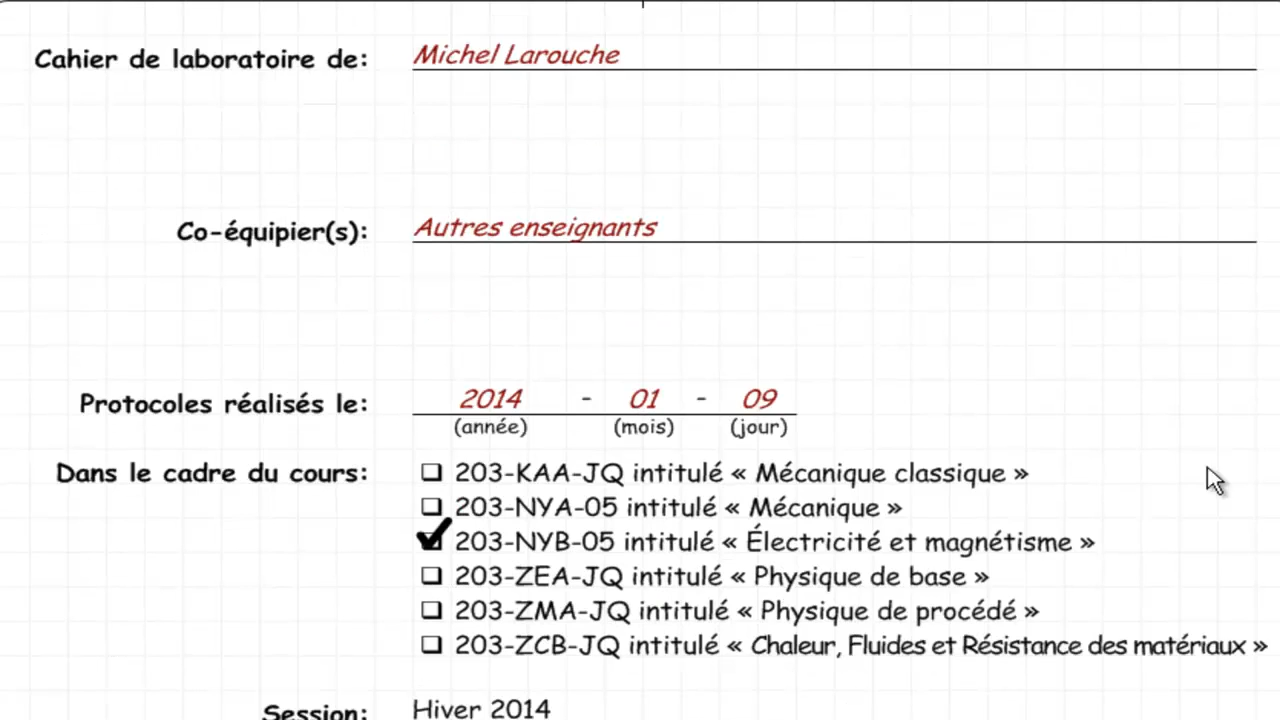 Cahier de laboratoire de: Michel Larouche
Co-équipier(s): Autres enseignants
Protocoles réalisés le: 2014 - 01 - 09
(année) (mois) (jour)
Dans le cadre du cours: 203-KAA-JQ intitulé « Mécanique classique »
203-NYA-05 intitulé « Mécanique »
203-NYB-05 intitulé « Électricité et magnétisme »
203-ZEA-JQ intitulé « Physique de base »
203-ZMA-JQ intitulé « Physique de procédé »
203-ZCB-JQ intitulé « Chaleur, Fluides et Résistance des matériaux »
Session: Hiver 2014